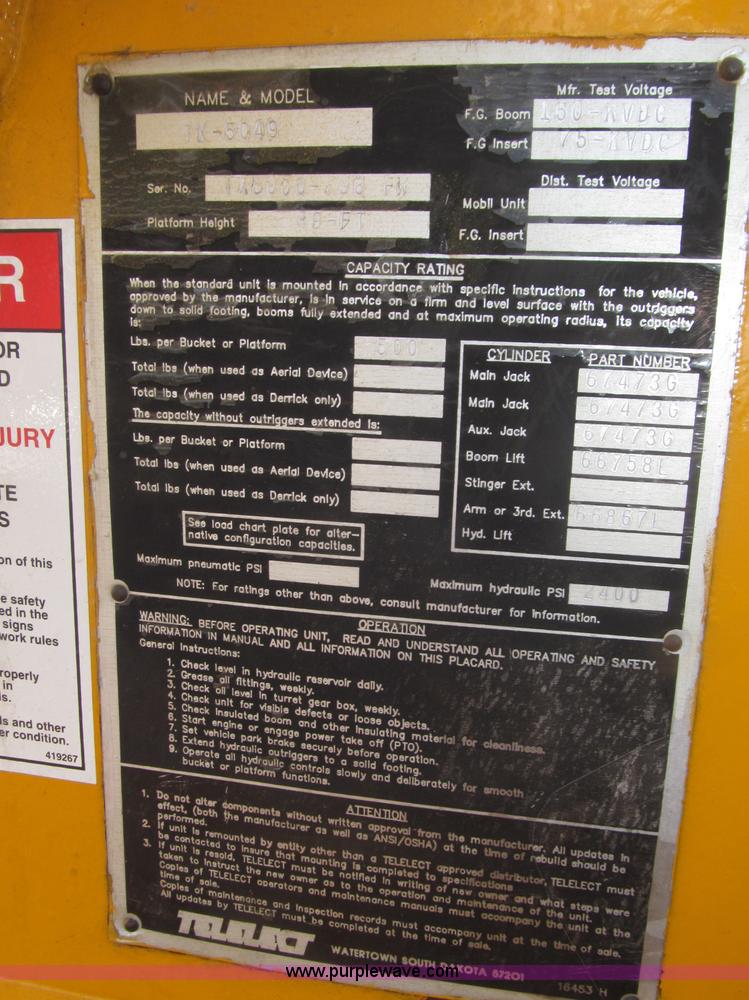 NAME & MODEL
Mfr. Test Voltage
F.G. Boom 150-KVDC
F.G Insert 75-KVDC
Ser. No.
Platform Height
Dist. Test Voltage
Mobil Unit
F.G. Insert
CAPACITY RATING
When the standard unit is mounted in accordance with specific instructions for the vehicle,
approved by the manufacturer, is in service on a firm and level surface with the outriggers
down to solid footing, booms fully extended and at maximum operating radius, its capacity
is:
Lbs. per Bucket or Platform 500
Total lbs (when used as Aerial Device)
Total lbs (when used as Derrick only)
The capacity without outriggers extended is:
Lbs. per Bucket or Platform
Total lbs (when used as Aerial Device)
Total lbs (when used as Derrick only)
See load chart plate for alter-
native configuration capacities.
CYLINDER PART NUMBER
Main Jack 67473G
Main Jack 67473G
Aux. Jack 67473G
Boom Lift 66758L
Stinger Ext.
Arm or 3rd. Ext. 66867L
Hyd. Lift
Maximum pneumatic PSI
Maximum hydraulic PSI 2400
NOTE: For ratings other than above, consult manufacturer for information.
OPERATION
WARNING: BEFORE OPERATING UNIT, READ AND UNDERSTAND ALL OPERATING AND SAFETY
INFORMATION IN MANUAL AND ALL INFORMATION ON THIS PLACARD.
General Instructions:
1. Check level in hydraulic reservoir daily.
2. Grease all fittings, weekly.
3. Check oil level in turret gear box, weekly.
4. Check unit for visible defects or loose objects.
5. Check insulated boom and other insulating material for cleanliness.
6. Start engine or engage power take off (PTO).
7. Set vehicle park brake securely before operation.
8. Extend hydraulic outriggers to a solid footing.
9. Operate all hydraulic controls slowly and deliberately for smooth
bucket or platform functions.
ATTENTION
1. Do not alter components without written approval from the manufacturer. All updates in
effect, (both the manufacturer as well as ANSI/OSHA) at the time of rebuild should be
performed.
2. If unit is remounted by entity other than a TELELECT approved distributor, TELELECT must
be contacted to insure that mounting is completed to specifications
3. If unit is resold, TELELECT must be notified in writing of new owner and what steps were
taken to instruct the new owner as to the operation and maintenance of the unit.
Copies of TELELECT operators and maintenance manuals must accompany the unit at the
time of sale.
Copies of maintenance and inspection records must accompany unit at the time of sale.
All updates by TELELECT must be completed at the time of sale.
TELELECT
WATERTOWN SOUTH DAKOTA 57201
16453 H
R
OR
D
JURY
TE
S
on of this
e safety
ed in the
signs
work rules
roperly
in
s.
ls and other
er condition.
419267
www.purplewave.com